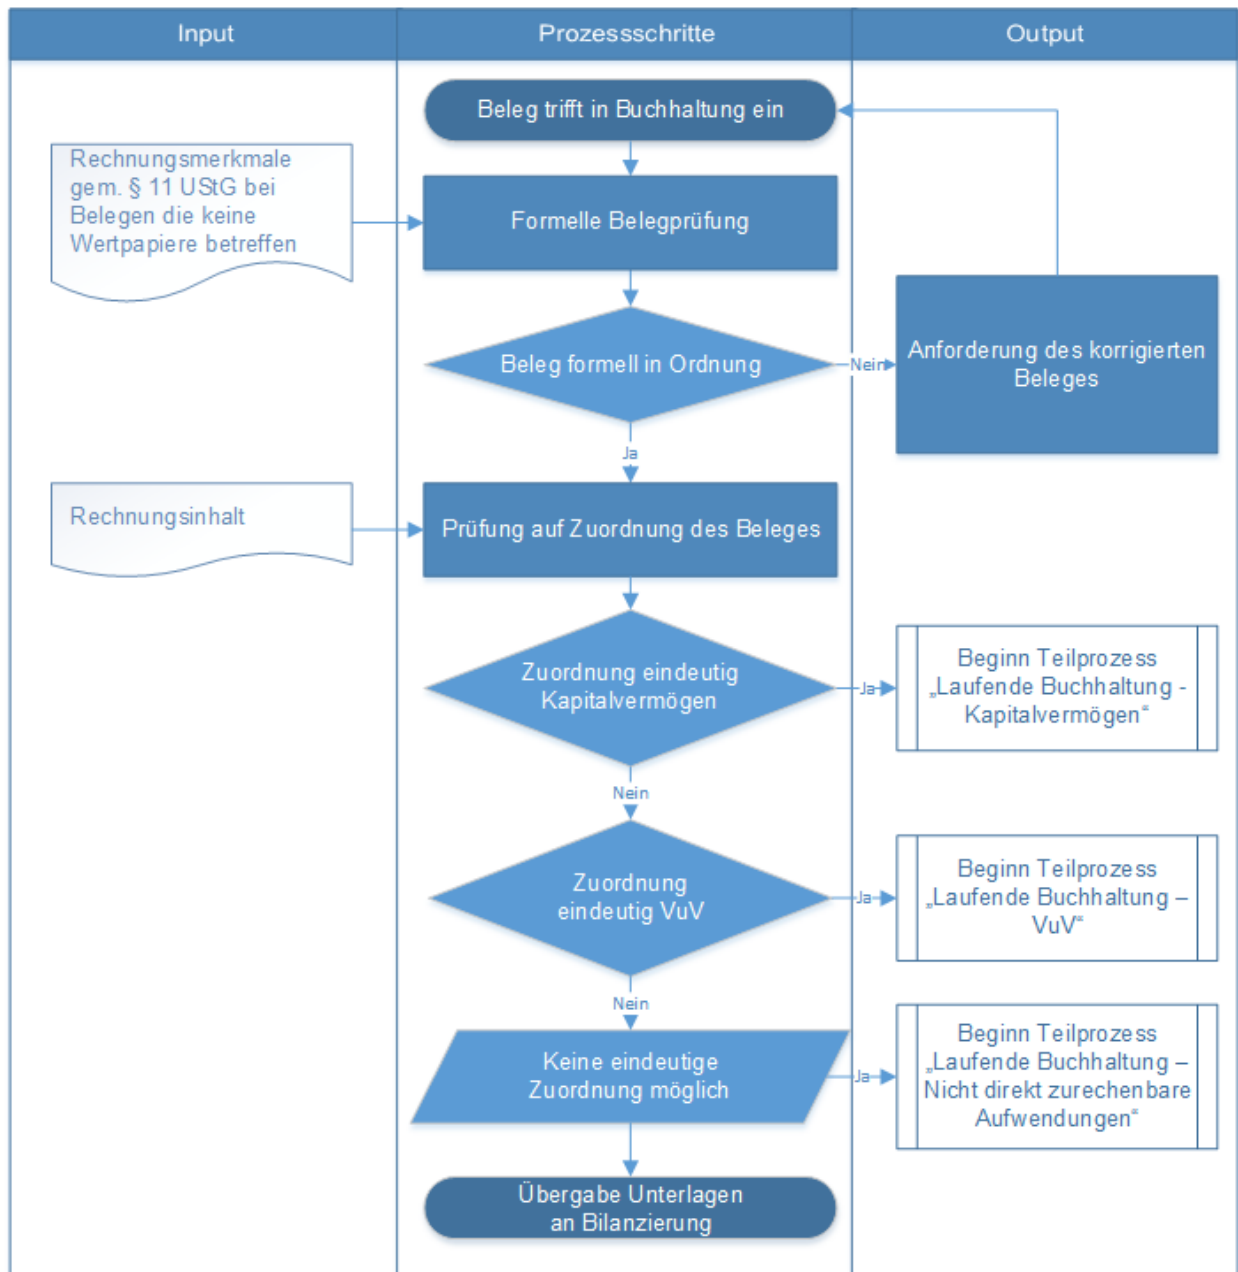 Input
Prozessschritte
Output
Beleg trifft in Buchhaltung ein
Rechnungsmerkmale
gem. § 11 UStG bei
Belegen die keine
Wertpapiere betreffen
Formelle Belegprüfung
Beleg formell in Ordnung
Nein
Anforderung des korrigierten
Beleges
Ja
Rechnungsinhalt
Prüfung auf Zuordnung des Beleges
Zuordnung eindeutig
Kapitalvermögen
Ja
Beginn Teilprozess
„Laufende Buchhaltung -
Kapitalvermögen“
Nein
Zuordnung
eindeutig VuV
Ja
Beginn Teilprozess
„Laufende Buchhaltung –
VuV“
Nein
Keine eindeutige
Zuordnung möglich
Ja
Beginn Teilprozess
„Laufende Buchhaltung –
Nicht direkt zurechenbare
Aufwendungen“
Übergabe Unterlagen
an Bilanzierung